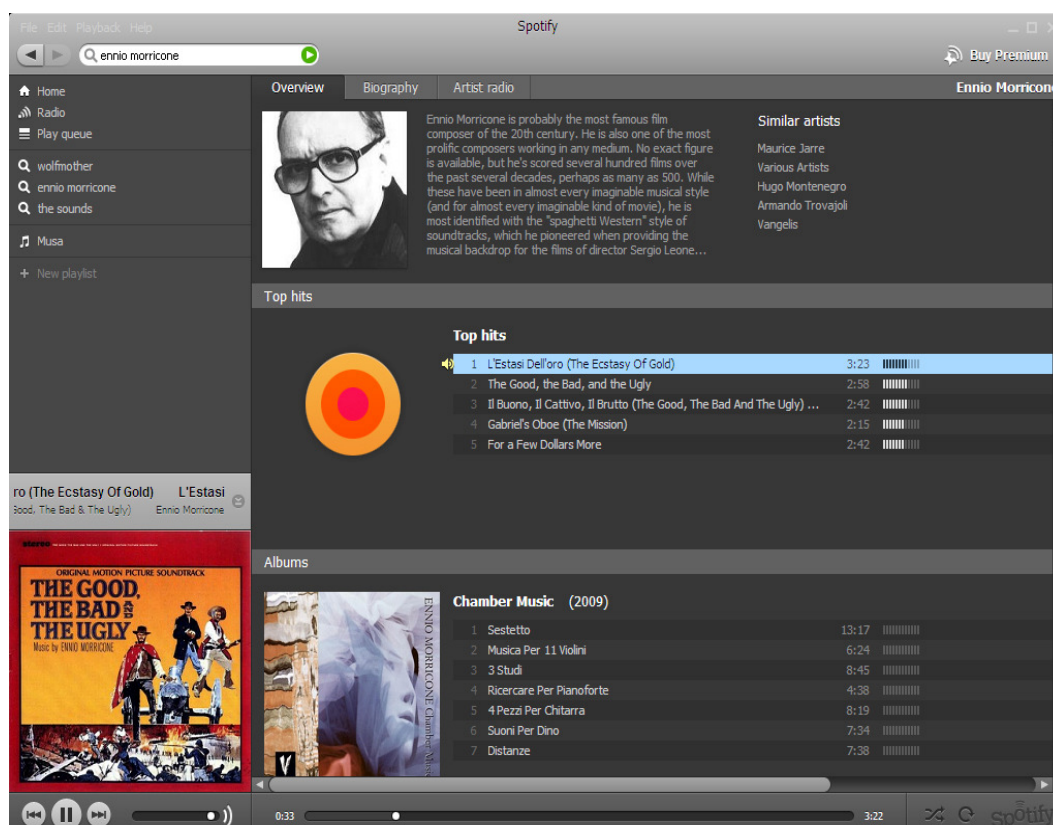 File Edit Playback Help
Spotify
ennio morricone
Buy Premium
Home
Radio
Play queue
wolfmother
ennio morricone
the sounds
Musa
New playlist
Overview Biography Artist radio
Ennio Morricone
Ennio Morricone is probably the most famous film
composer of the 20th century. He is also one of the most
prolific composers working in any medium. No exact figure
is available, but he's scored several hundred films over
the past several decades, perhaps as many as 500. While
these have been in almost every imaginable musical style
(and for almost every imaginable kind of movie), he is
most identified with the "spaghetti Western" style of
soundtracks, which he pioneered when providing the
musical backdrop for the films of director Sergio Leone...
Similar artists
Maurice Jarre
Various Artists
Hugo Montenegro
Armando Trovajoli
Vangelis
Top hits
Top hits
1 L'Estasi Dell'oro (The Ecstasy Of Gold) 3:23
2 The Good, the Bad, and the Ugly 2:58
3 Il Buono, Il Cattivo, Il Brutto (The Good, The Bad And The Ugly) ... 2:42
4 Gabriel's Oboe (The Mission) 2:15
5 For a Few Dollars More 2:42
ro (The Ecstasy Of Gold) L'Estasi
Good, The Bad & The Ugly) Ennio Morricone
stereo
ORIGINAL MOTION PICTURE SOUNDTRACK
THE GOOD,
THE BAD AND
THE UGLY
Music by ENNIO MORRICONE
Albums
ENNIO MORRICONE Chamber Music
Chamber Music (2009)
1 Sestetto 13:17
2 Musica Per 11 Violini 6:24
3 3 Studi 8:45
4 Ricercare Per Pianoforte 4:38
5 4 Pezzi Per Chitarra 8:19
6 Suoni Per Dino 7:34
7 Distanze 7:38
0:33 3:22
Spotify